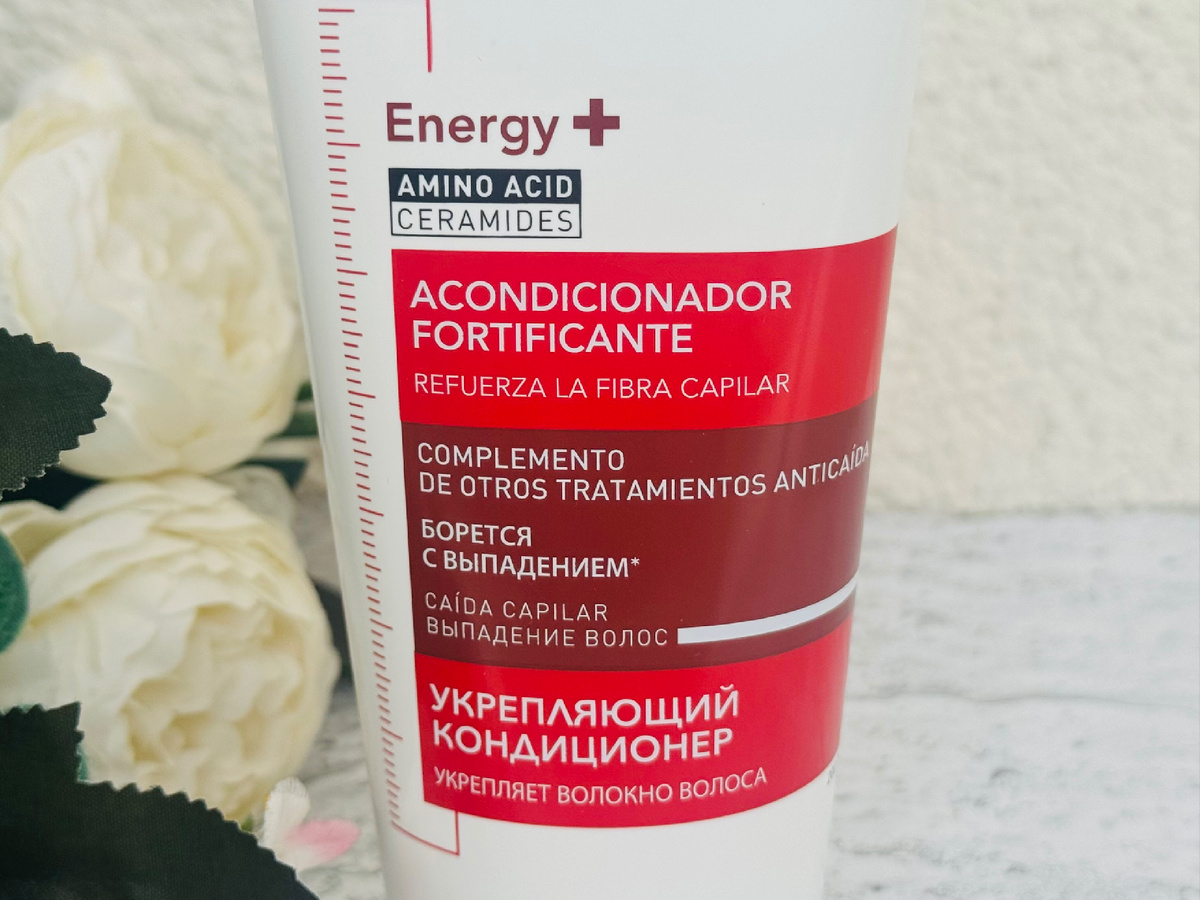 Energy +
AMINO ACID
CERAMIDES
ACONDICIONADOR
FORTIFICANTE
REFUERZA LA FIBRA CAPILAR
COMPLEMENTO
DE OTROS TRATAMIENTOS ANTICAÍDA
БОРЕТСЯ
С ВЫПАДЕНИЕМ*
CAÍDA CAPILAR
ВЫПАДЕНИЕ ВОЛОС
УКРЕПЛЯЮЩИЙ
КОНДИЦИОНЕР
УКРЕПЛЯЕТ ВОЛОКНО ВОЛОСА